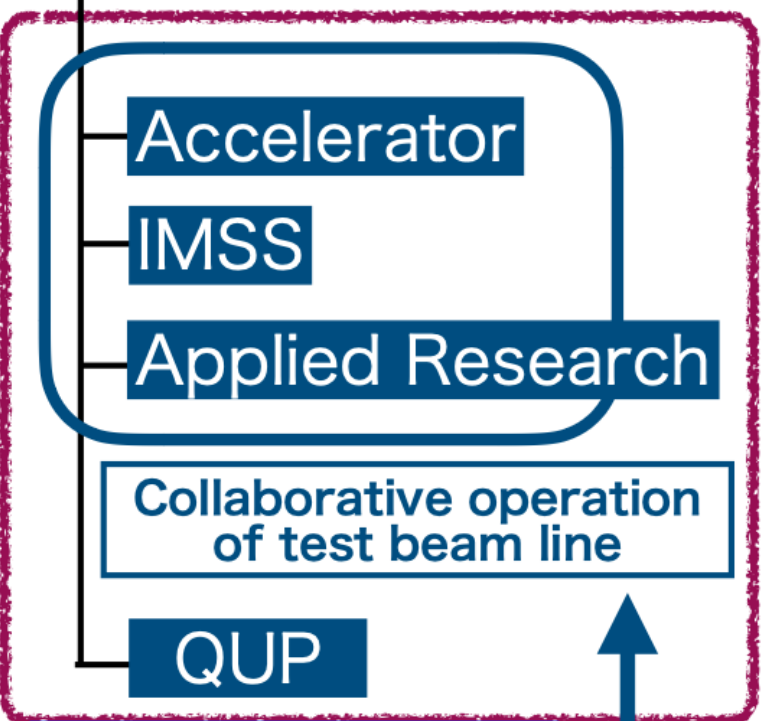 Accelerator
IMSS
Applied Research
Collaborative operation
of test beam line
QUP